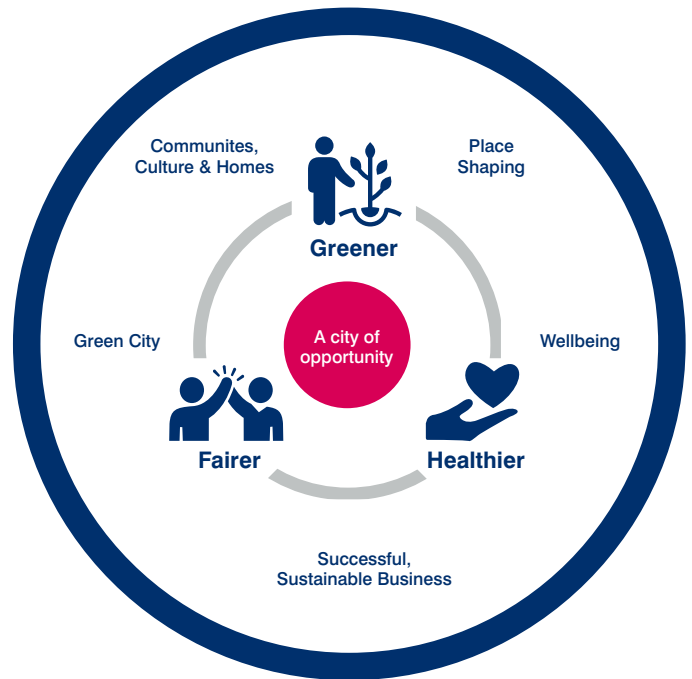 Communites,
Culture & Homes
Place
Shaping
Greener
Green City
A city of
opportunity
Wellbeing
Fairer
Healthier
Successful,
Sustainable Business